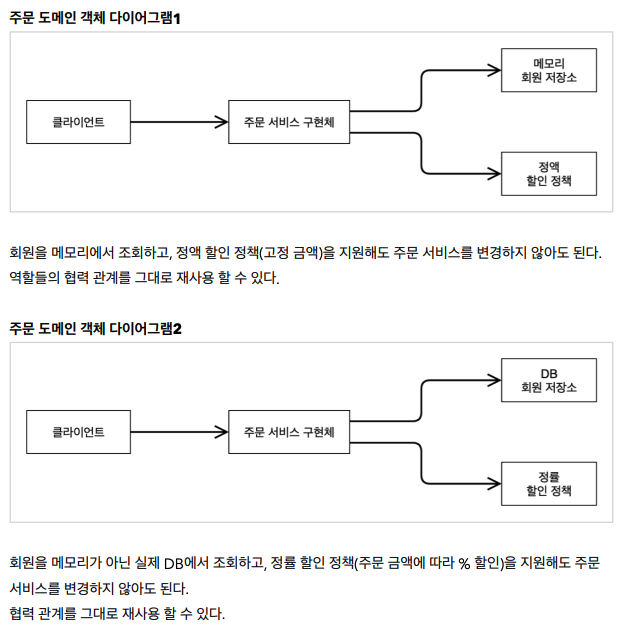 주문 도메인 객체 다이어그램1
메모리
회원 저장소
클라이언트
주문 서비스 구현체
정액
할인 정책
회원을 메모리에서 조회하고, 정액 할인 정책(고정 금액)을 지원해도 주문 서비스를 변경하지 않아도 된다.
역할들의 협력 관계를 그대로 재사용 할 수 있다.
주문 도메인 객체 다이어그램2
DB
회원 저장소
클라이언트
주문 서비스 구현체
정률
할인 정책
회원을 메모리가 아닌 실제 DB에서 조회하고, 정률 할인 정책(주문 금액에 따라 % 할인)을 지원해도 주문
서비스를 변경하지 않아도 된다.
협력 관계를 그대로 재사용 할 수 있다.